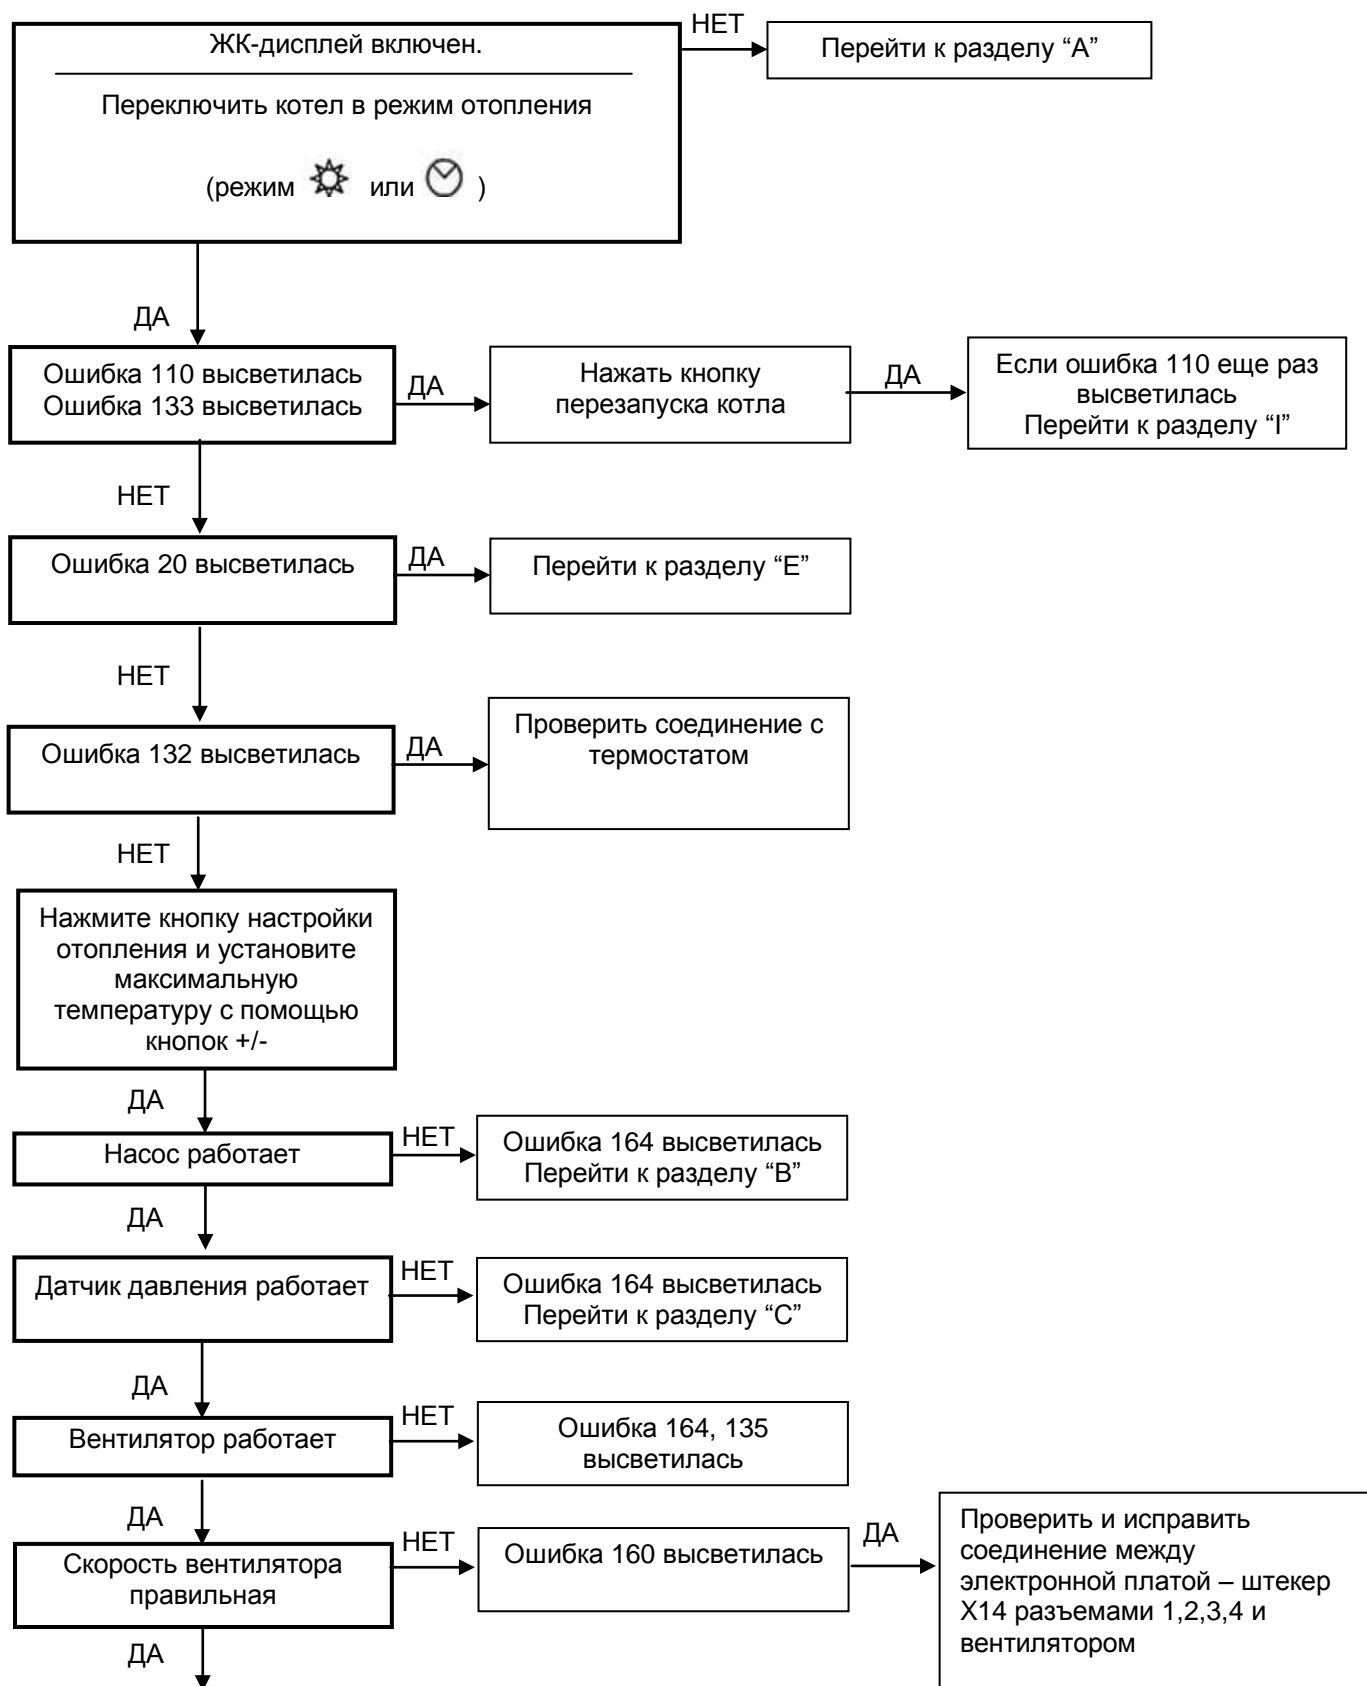 ЖК-дисплей включен.
НЕТ
Перейти к разделу “A”
Переключить котел в режим отопления
(режим или )
ДА
Ошибка 110 высветилась
Ошибка 133 высветилась
ДА
Нажать кнопку
перезапуска котла
ДА
Если ошибка 110 еще раз
высветилась
Перейти к разделу “I”
НЕТ
Ошибка 20 высветилась
ДА
Перейти к разделу “E”
НЕТ
Ошибка 132 высветилась
ДА
Проверить соединение с
термостатом
НЕТ
Нажмите кнопку настройки
отопления и установите
максимальную
температуру с помощью
кнопок +/-
ДА
Насос работает
НЕТ
Ошибка 164 высветилась
Перейти к разделу “B”
ДА
Датчик давления работает
НЕТ
Ошибка 164 высветилась
Перейти к разделу “C”
ДА
Вентилятор работает
НЕТ
Ошибка 164, 135
высветилась
ДА
Скорость вентилятора
правильная
НЕТ
Ошибка 160 высветилась
ДА
Проверить и исправить
соединение между
электронной платой – штекер
X14 разъемами 1,2,3,4 и
вентилятором
ДА